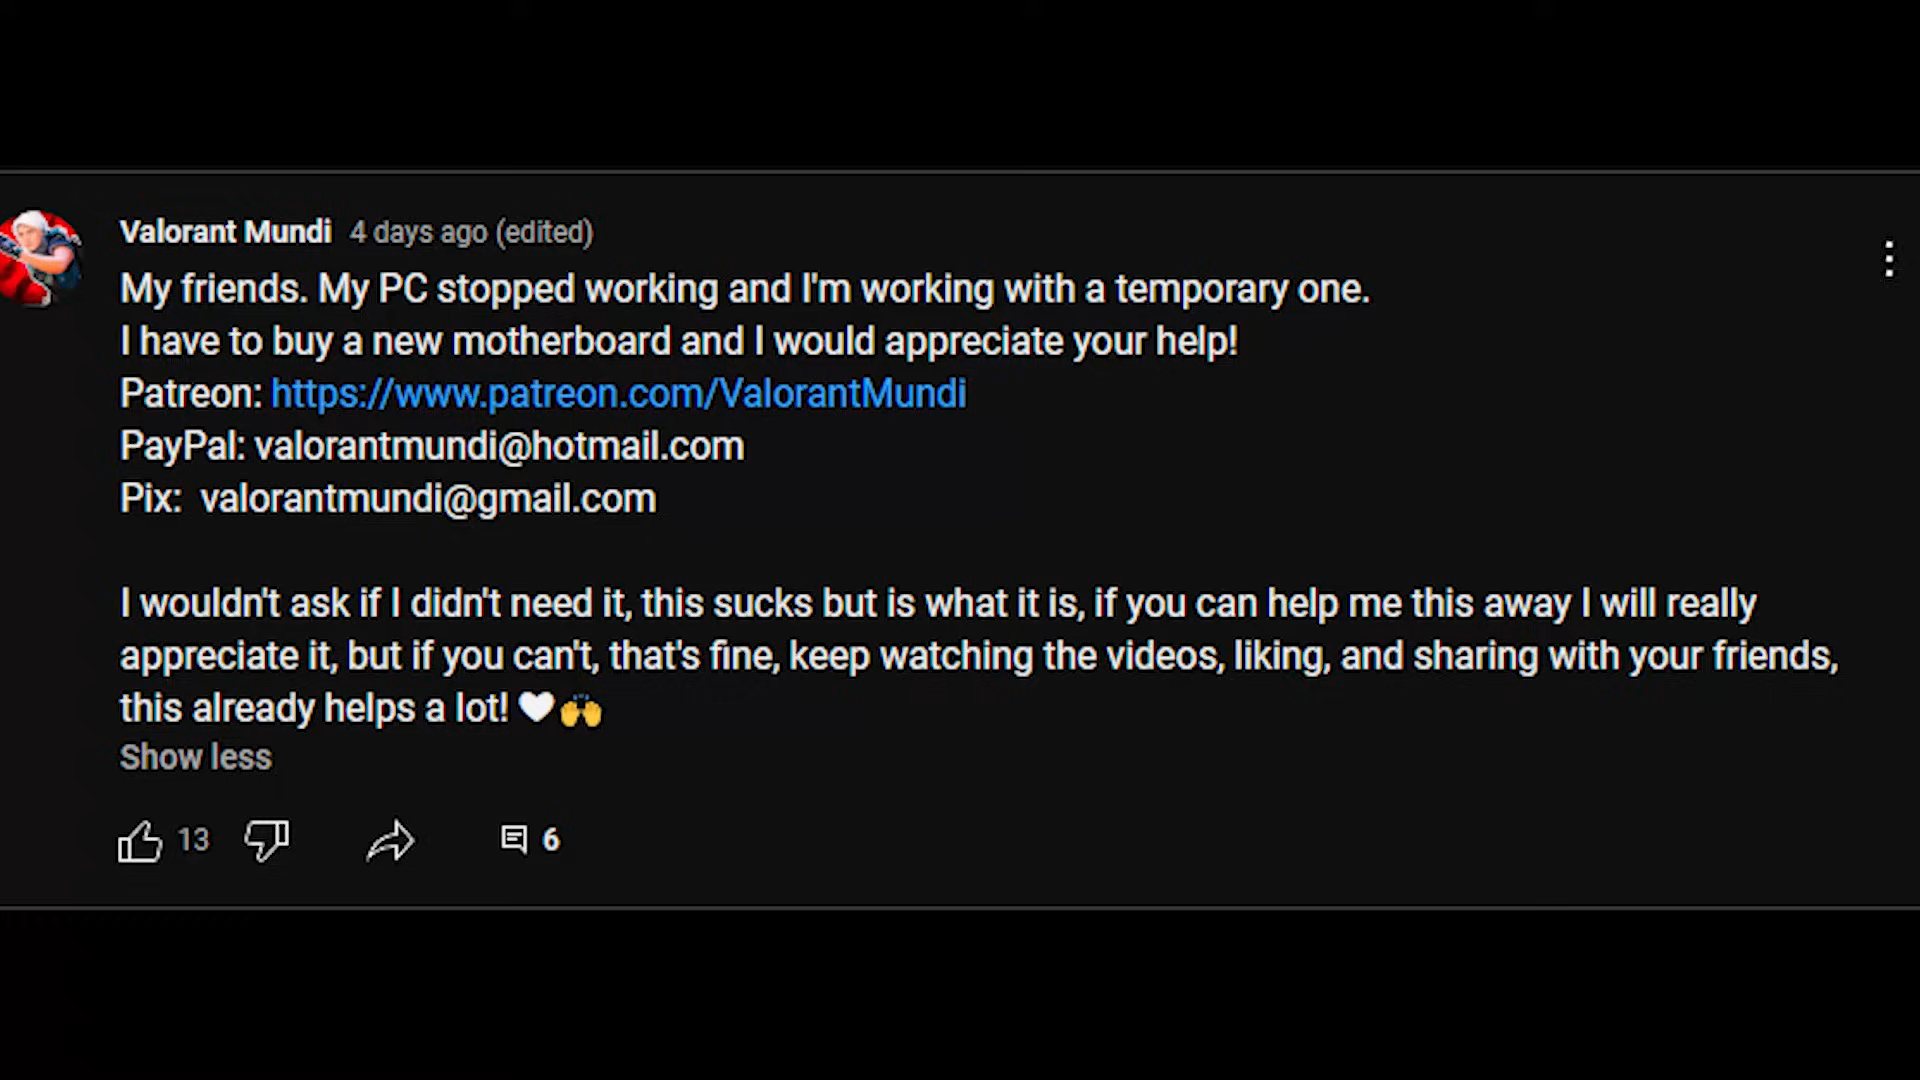 Valorant Mundi 4 days ago (edited)
My friends. My PC stopped working and I'm working with a temporary one.
I have to buy a new motherboard and I would appreciate your help!
Patreon: https://www.patreon.com/ValorantMundi
PayPal: valorantmundi@hotmail.com
Pix: valorantmundi@gmail.com
I wouldn't ask if I didn't need it, this sucks but is what it is, if you can help me this away I will really
appreciate it, but if you can't, that's fine, keep watching the videos, liking, and sharing with your friends,
this already helps a lot! 🤍🙌
Show less
13 6